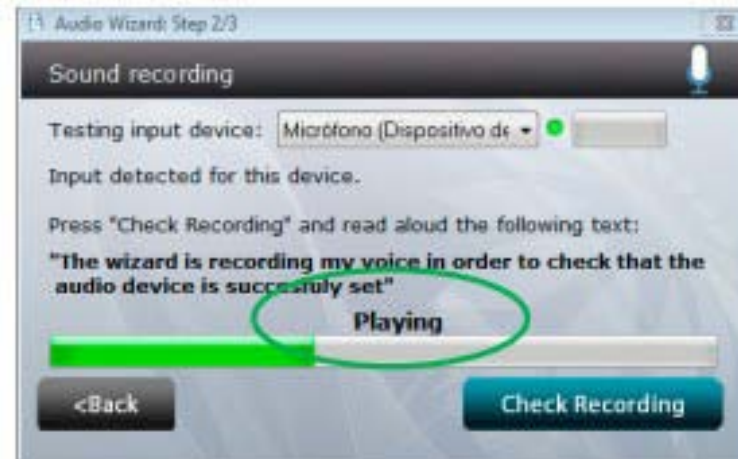 Audio Wizard: Step 2/3
Sound recording
Testing input device: Micrófono (Dispositivo de
Input detected for this device.
Press "Check Recording" and read aloud the following text:
"The wizard is recording my voice in order to check that the
audio device is succesfuly set"
Playing
<Back Check Recording